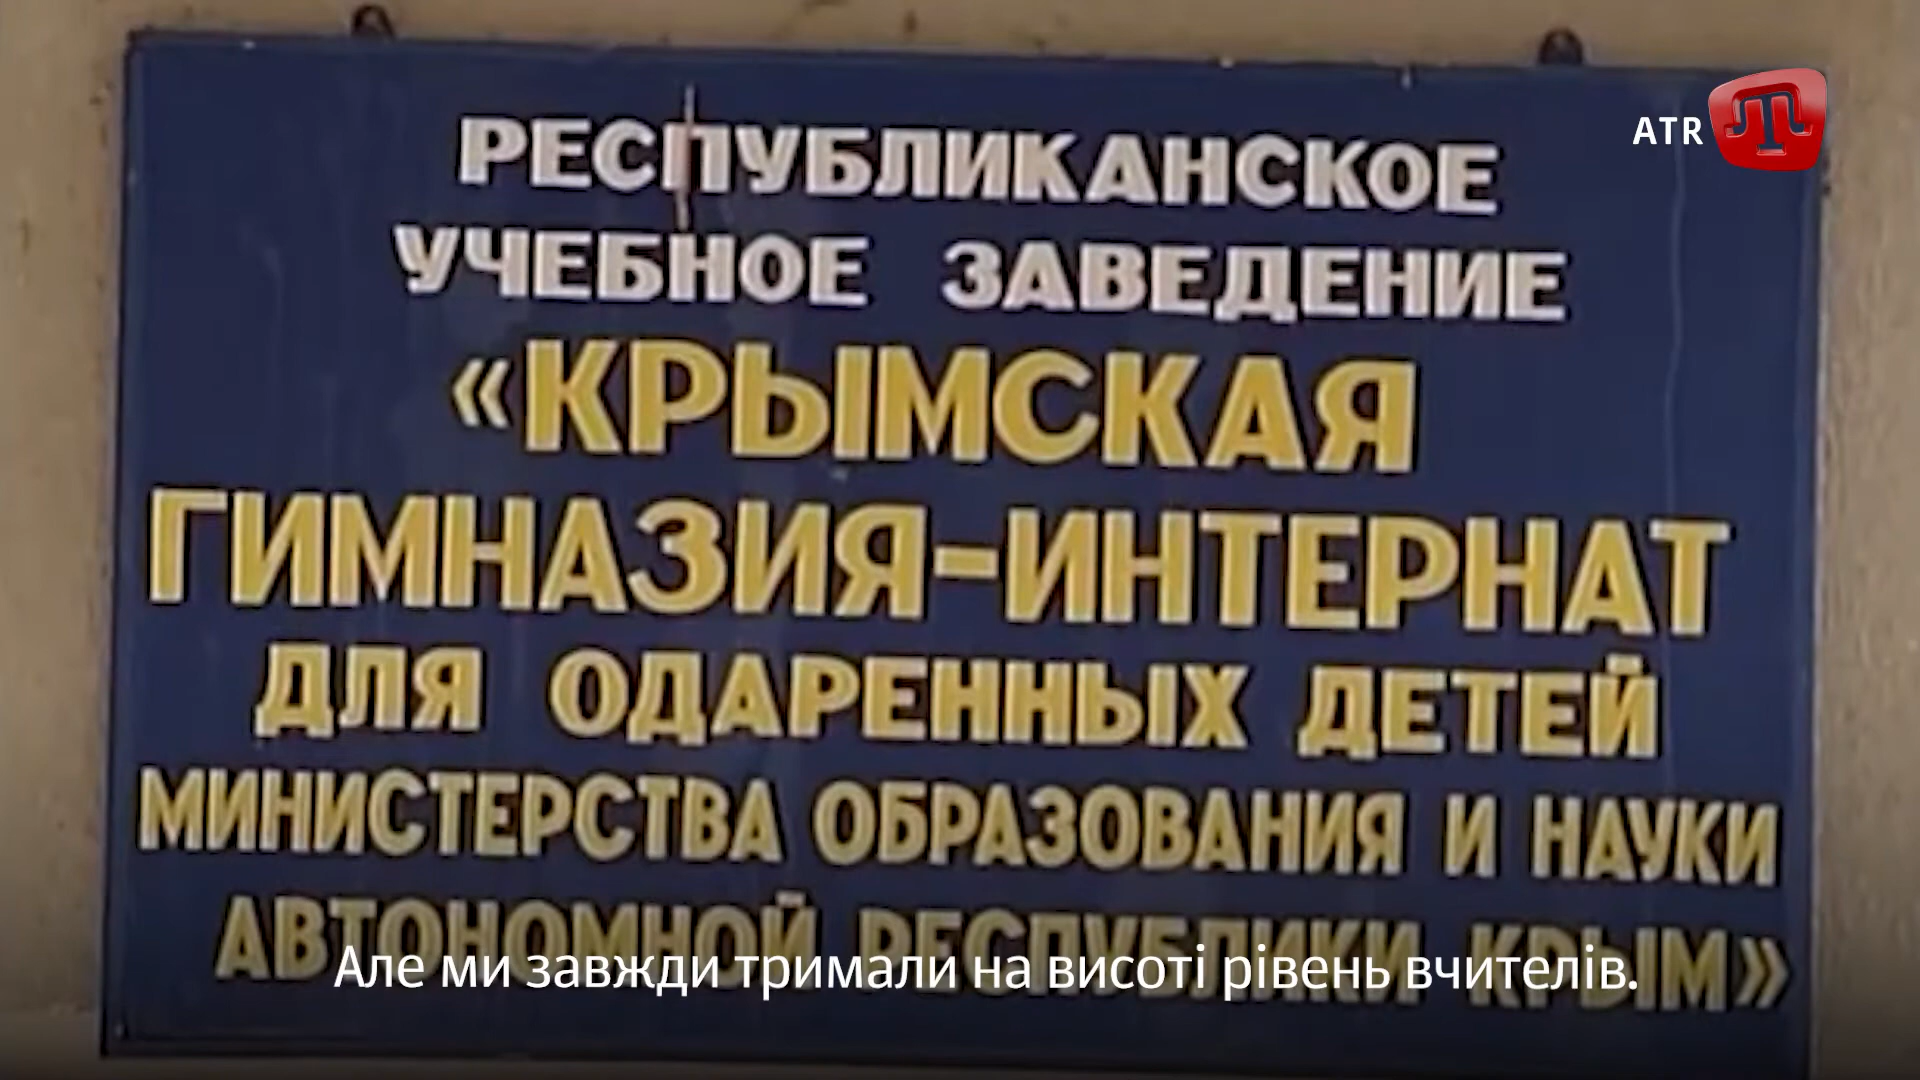 ATR
РЕСПУБЛИКАНСКОЕ
УЧЕБНОЕ ЗАВЕДЕНИЕ
«КРЫМСКАЯ
ГИМНАЗИЯ-ИНТЕРНАТ
ДЛЯ ОДАРЕННЫХ ДЕТЕЙ
МИНИСТЕРСТВА ОБРАЗОВАНИЯ И НАУКИ
АВТОНОМНОЙ РЕСПУБЛИКИ КРЫМ»
Але ми завжди тримали на висоті рівень вчителів.